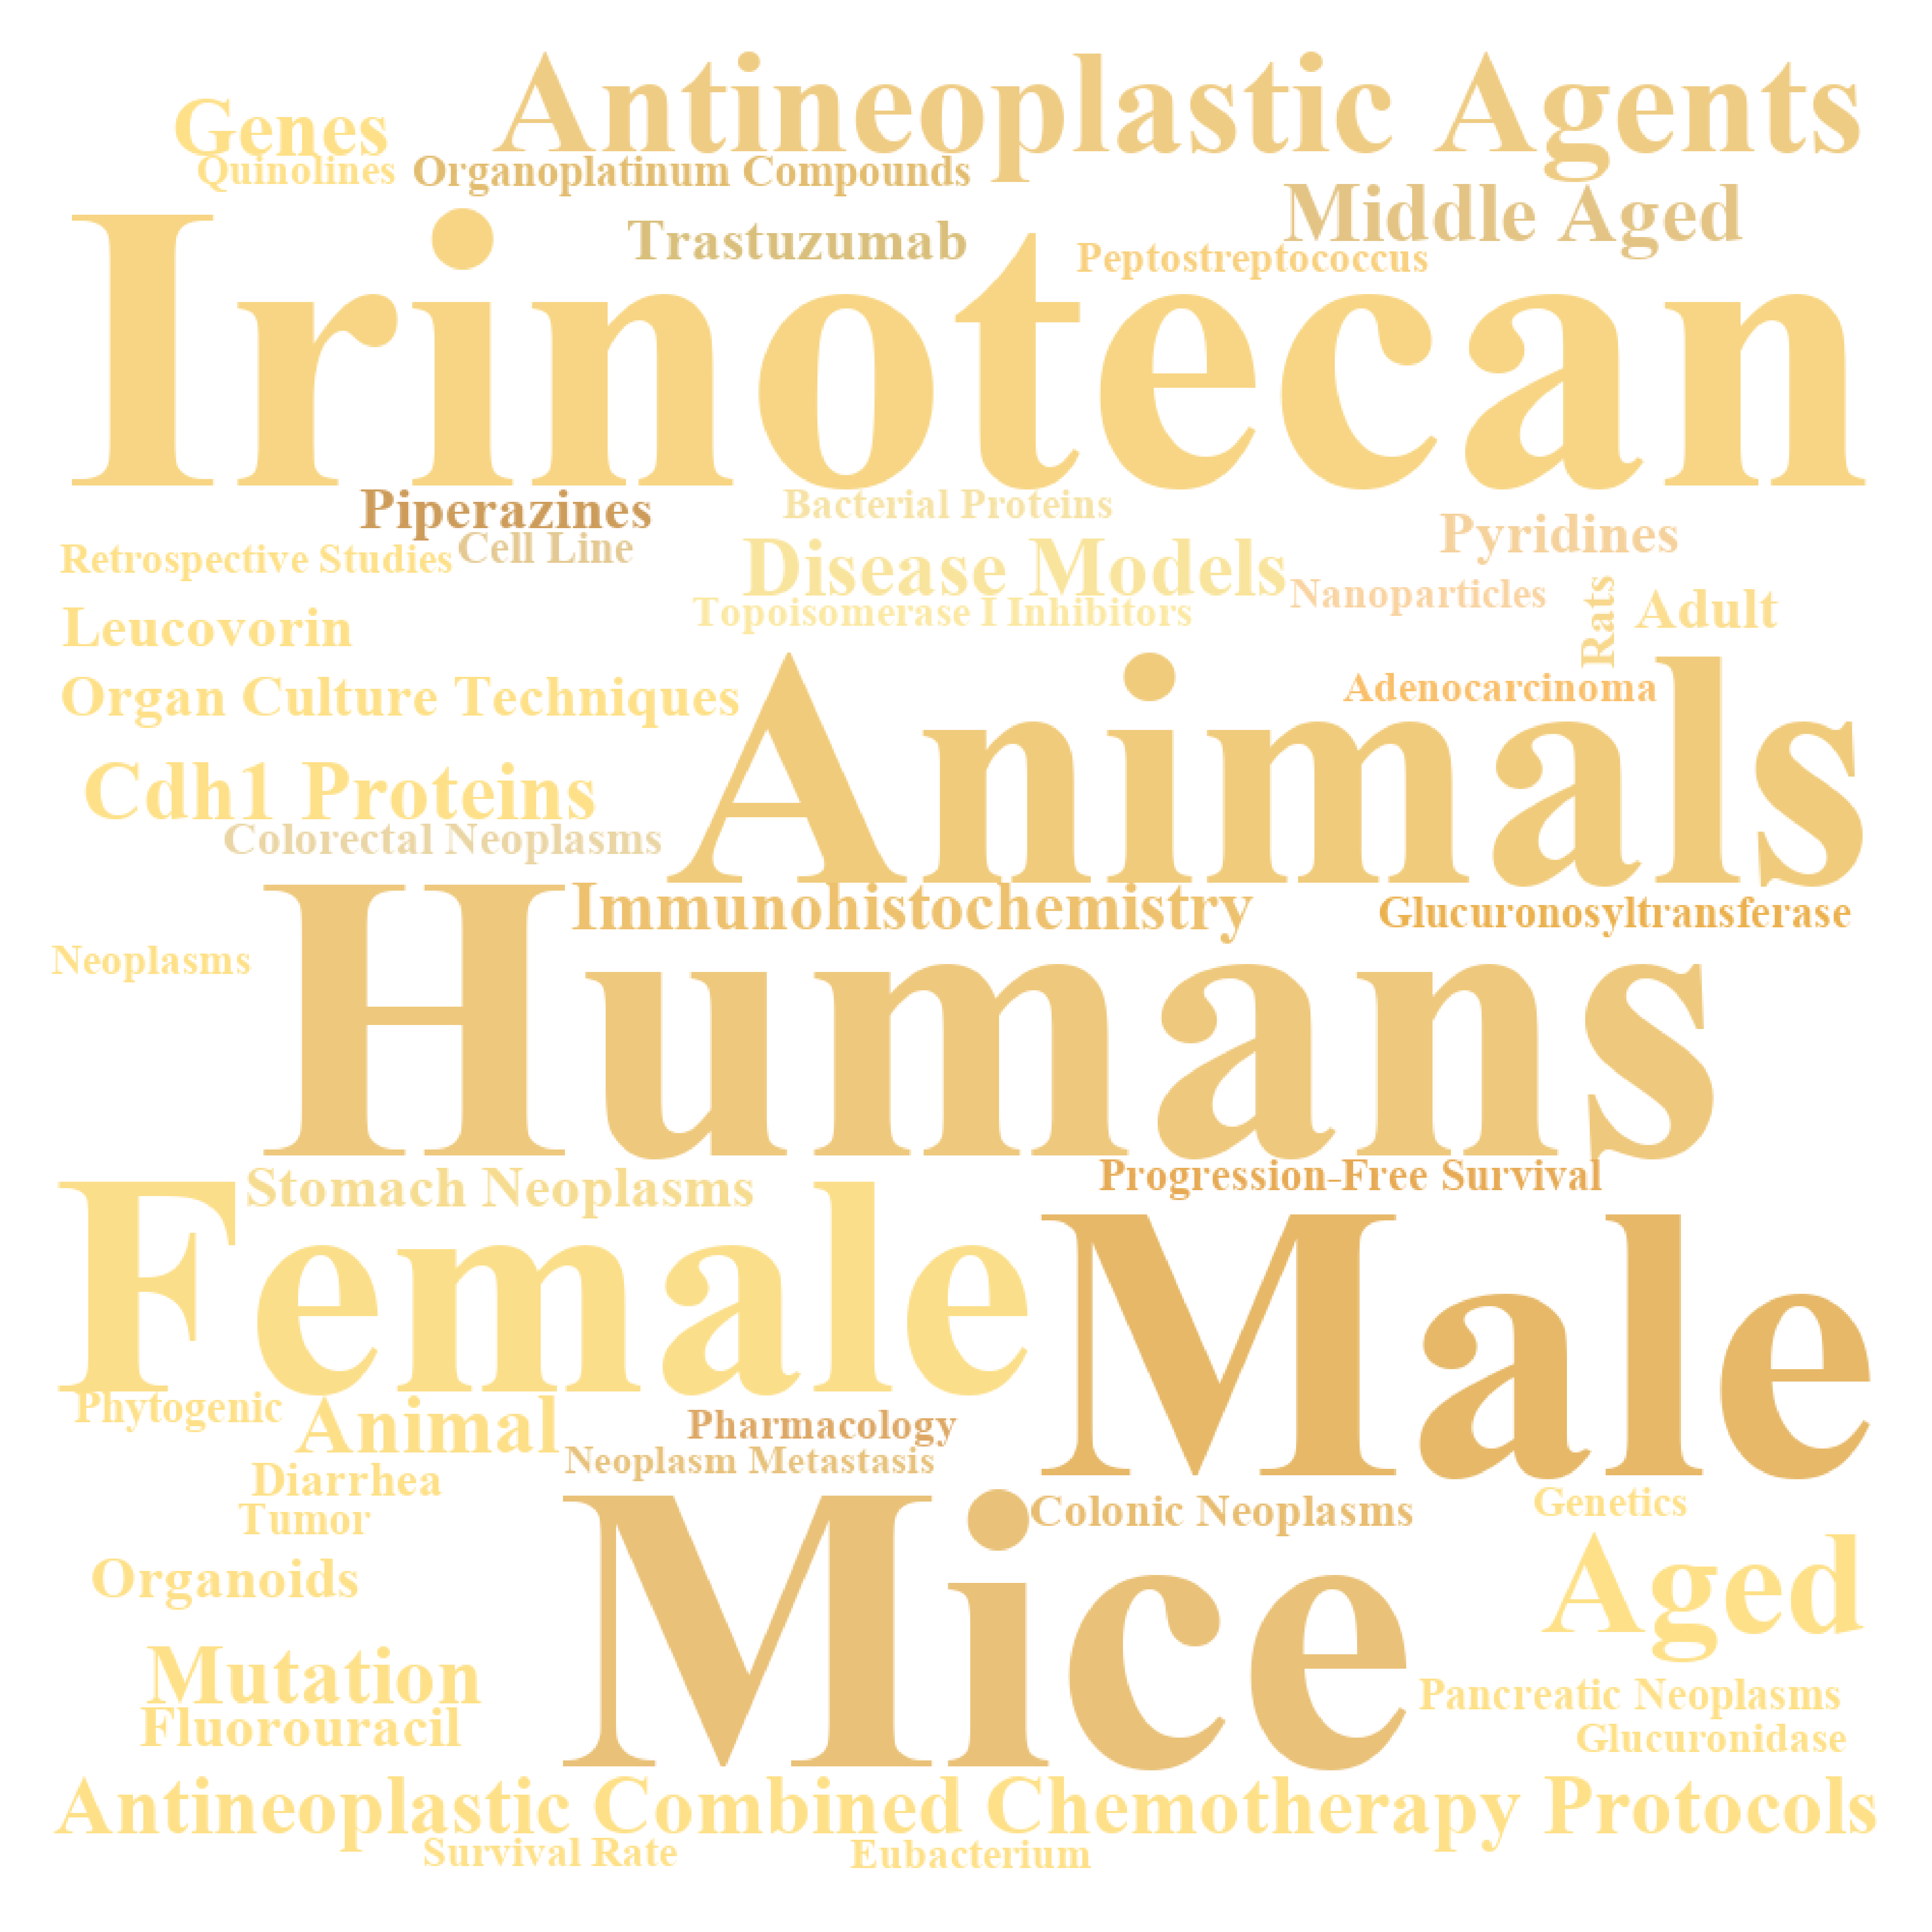 Antineoplastic Agents
Genes
Quinolines
Organoplatinum Compounds
Middle Aged
Trastuzumab
Peptostreptococcus
Irinotecan
Piperazines
Bacterial Proteins
Pyridines
Retrospective Studies
Cell Line
Disease Models
Nanoparticles
Rats
Adult
Topoisomerase I Inhibitors
Leucovorin
Organ Culture Techniques
Adenocarcinoma
Animals
Cdh1 Proteins
Colorectal Neoplasms
Immunohistochemistry
Glucuronosyltransferase
Neoplasms
Humans
Stomach Neoplasms
Progression-Free Survival
Female
Male
Phytogenic
Animal
Pharmacology
Neoplasm Metastasis
Diarrhea
Tumor
Colonic Neoplasms
Genetics
Organoids
Mice
Aged
Mutation
Fluorouracil
Pancreatic Neoplasms
Glucuronidase
Antineoplastic Combined Chemotherapy Protocols
Survival Rate
Eubacterium